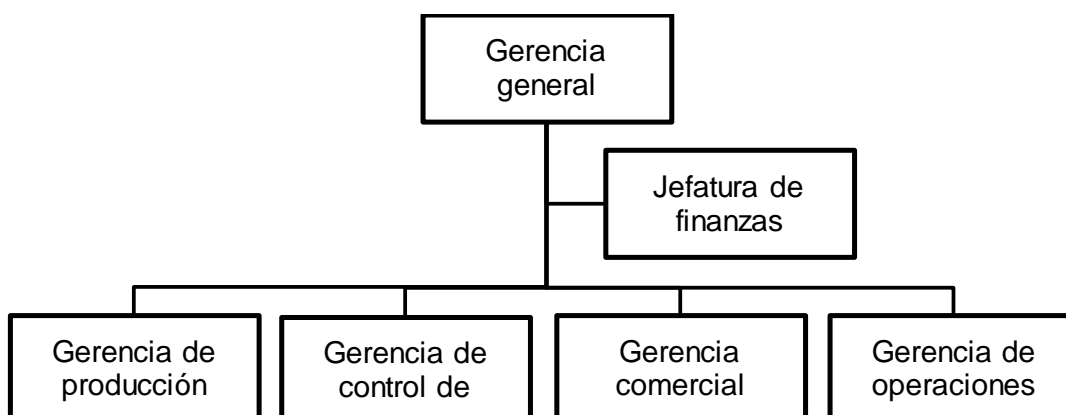 Gerencia
general
Jefatura de
finanzas
Gerencia de
producción
Gerencia de
control de
Gerencia
comercial
Gerencia de
operaciones